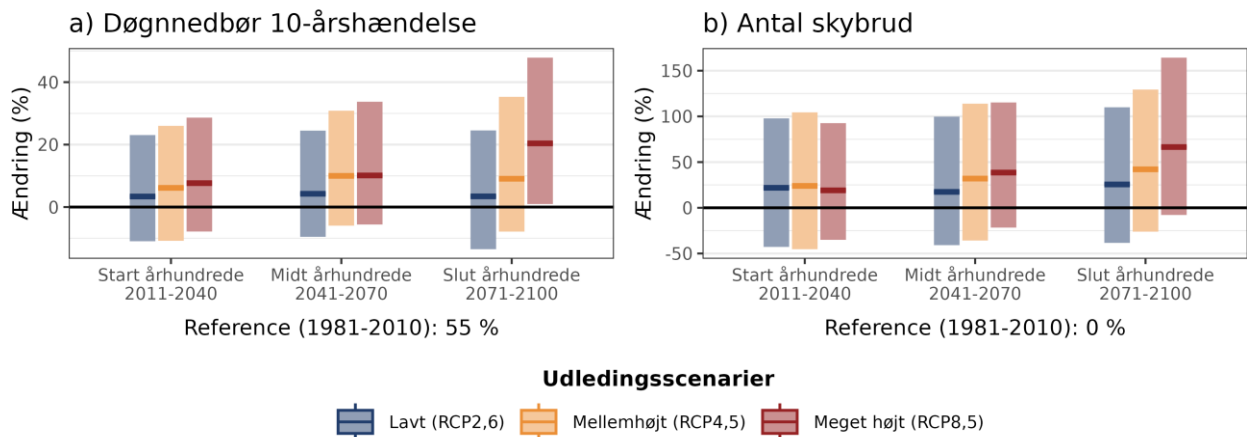 a) Døgnnedbør 10-årshændelse
b) Antal skybrud
Ændring (%)
40
20
0
Start århundrede
2011-2040
Midt århundrede
2041-2070
Slut århundrede
2071-2100
Reference (1981-2010): 55 %
Ændring (%)
150
100
50
0
-50
Start århundrede
2011-2040
Midt århundrede
2041-2070
Slut århundrede
2071-2100
Reference (1981-2010): 0 %
Udledingsscenarier
Lavt (RCP2,6)
Mellemhøjt (RCP4,5)
Meget højt (RCP8,5)